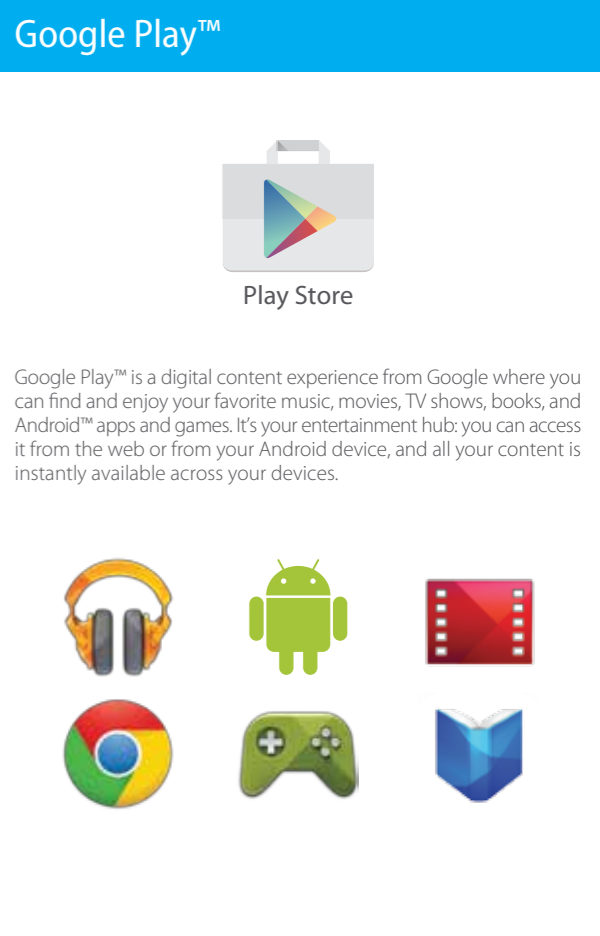 Google Play™
Play Store
Google Play™ is a digital content experience from Google where you
can find and enjoy your favorite music, movies, TV shows, books, and
Android™ apps and games. It’s your entertainment hub: you can access
it from the web or from your Android device, and all your content is
instantly available across your devices.